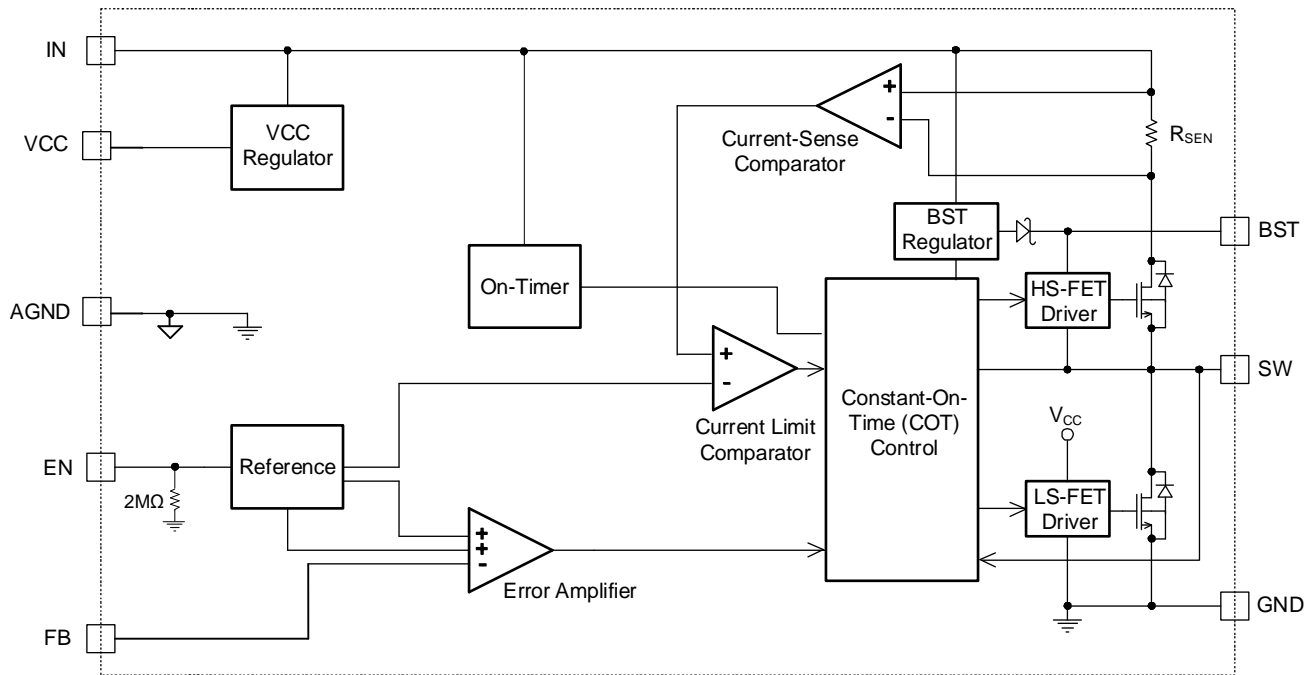 IN
VCC
Regulator
VCC
+
-
Current-Sense
Comparator
RSEN
BST
Regulator
BST
On-Timer
HS-FET
Driver
AGND
+
-
Current Limit
Comparator
SW
Constant-On-
Time (COT)
Control
VCC
EN
Reference
2MΩ
LS-FET
Driver
+
+
-
Error Amplifier
GND
FB